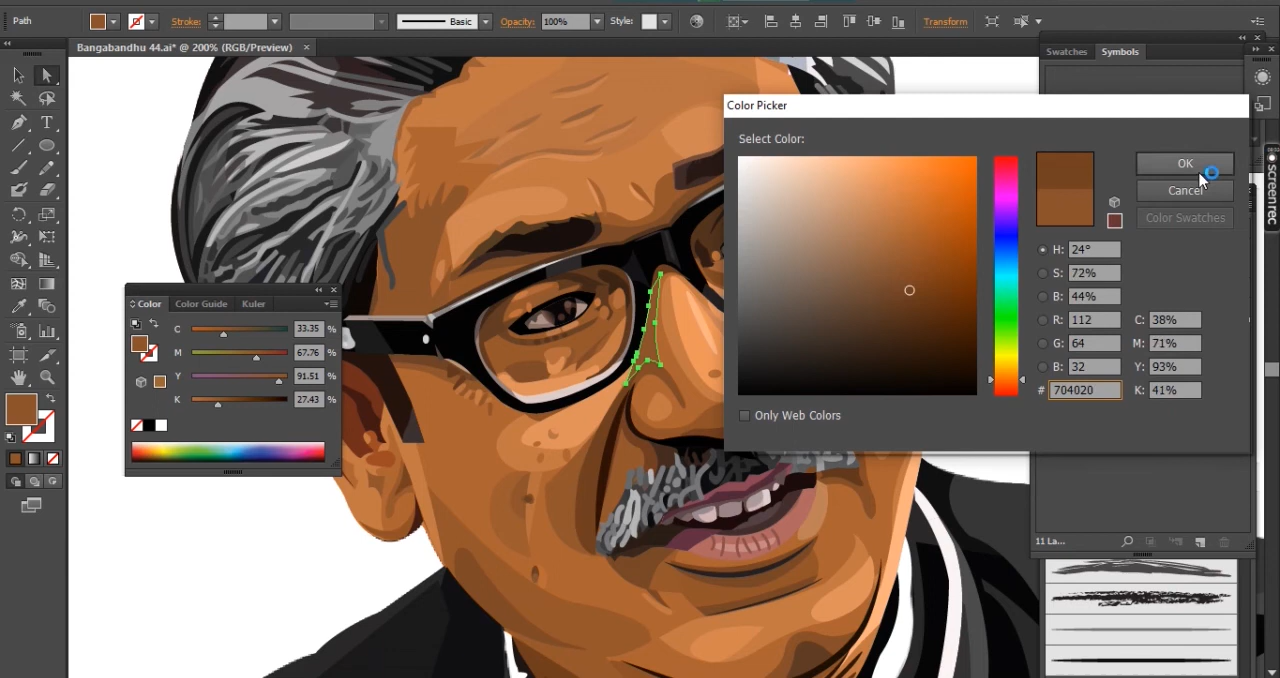 Path
Stroke:
Basic
Opacity:
100%
Style:
Transform
Bangabandhu 44.ai* @ 200% (RGB/Preview)
Swatches
Symbols
Color Picker
Select Color:
OK
Cancel
Color Swatches
H: 24°
S: 72%
B: 44%
R: 112
C: 38%
G: 64
M: 71%
B: 32
Y: 93%
# 704020
K: 41%
Only Web Colors
screenrec
Color
Color Guide
Kuler
C 33.35 %
M 67.76 %
Y 91.51 %
K 27.43 %
11 La...